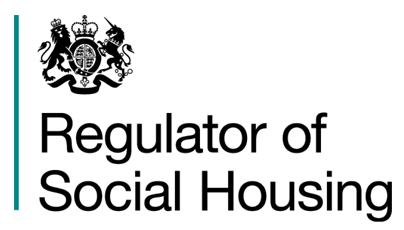 Regulator of
Social Housing